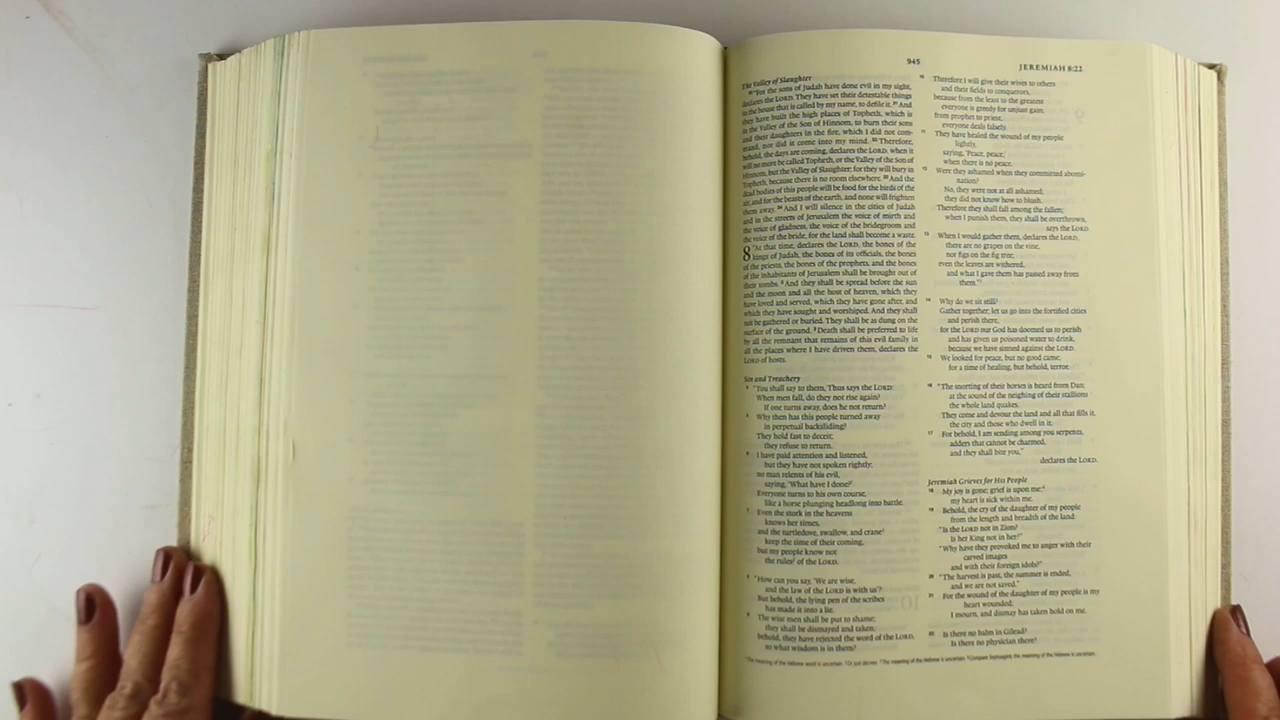 945
JEREMIAH 8:22
The Valley of Slaughter
30 "For the sons of Judah have done evil in my sight,
declares the LORD. They have set their detestable things
in the house that is called by my name, to defile it. 31 And
they have built the high places of Topheth, which is
in the Valley of the Son of Hinnom, to burn their sons
and their daughters in the fire, which I did not com-
mand, nor did it come into my mind. 32 Therefore,
behold, the days are coming, declares the LORD, when it
will no more be called Topheth, or the Valley of the Son of
Hinnom, but the Valley of Slaughter; for they will bury in
Topheth, because there is no room elsewhere. 33 And the
dead bodies of this people will be food for the birds of the
air, and for the beasts of the earth, and none will frighten
them away. 34 And I will silence in the cities of Judah
and in the streets of Jerusalem the voice of mirth and
the voice of gladness, the voice of the bridegroom and
the voice of the bride, for the land shall become a waste.
8 "At that time, declares the LORD, the bones of the
kings of Judah, the bones of its officials, the bones
of the priests, the bones of the prophets, and the bones
of the inhabitants of Jerusalem shall be brought out of
their tombs. 2 And they shall be spread before the sun
and the moon and all the host of heaven, which they
have loved and served, which they have gone after, and
which they have sought and worshiped. And they shall
not be gathered or buried. They shall be as dung on the
surface of the ground. 3 Death shall be preferred to life
by all the remnant that remains of this evil family in
all the places where I have driven them, declares the
LORD of hosts.
Sin and Treachery
4 "You shall say to them, Thus says the LORD:
When men fall, do they not rise again?
If one turns away, does he not return?
5 Why then has this people turned away
in perpetual backsliding?
They hold fast to deceit;
they refuse to return.
6 I have paid attention and listened,
but they have not spoken rightly;
no man relents of his evil,
saying, 'What have I done?'
Everyone turns to his own course,
like a horse plunging headlong into battle.
7 Even the stork in the heavens
knows her times,
and the turtledove, swallow, and crane
keep the time of their coming,
but my people know not
the rules of the LORD.
8 "How can you say, 'We are wise,
and the law of the LORD is with us'?
But behold, the lying pen of the scribes
has made it into a lie.
9 The wise men shall be put to shame;
they shall be dismayed and taken;
behold, they have rejected the word of the LORD,
so what wisdom is in them?
10 Therefore I will give their wives to others
and their fields to conquerors,
because from the least to the greatest
everyone is greedy for unjust gain;
from prophet to priest,
everyone deals falsely.
11 They have healed the wound of my people
lightly,
saying, 'Peace, peace,'
when there is no peace.
12 Were they ashamed when they committed abomi-
nation?
No, they were not at all ashamed;
they did not know how to blush.
Therefore they shall fall among the fallen;
when I punish them, they shall be overthrown,
says the LORD.
13 When I would gather them, declares the LORD,
there are no grapes on the vine,
nor figs on the fig tree;
even the leaves are withered,
and what I gave them has passed away from
them."
14 Why do we sit still?
Gather together; let us go into the fortified cities
and perish there,
for the LORD our God has doomed us to perish
and has given us poisoned water to drink,
because we have sinned against the LORD.
15 We looked for peace, but no good came;
for a time of healing, but behold, terror.
16 "The snorting of their horses is heard from Dan;
at the sound of the neighing of their stallions
the whole land quakes.
They come and devour the land and all that fills it,
the city and those who dwell in it.
17 For behold, I am sending among you serpents,
adders that cannot be charmed,
and they shall bite you,"
declares the LORD.
Jeremiah Grieves for His People
18 My joy is gone; grief is upon me;
my heart is sick within me.
19 Behold, the cry of the daughter of my people
from the length and breadth of the land:
"Is the LORD not in Zion?
Is her King not in her?"
"Why have they provoked me to anger with their
carved images
and with their foreign idols?"
20 "The harvest is past, the summer is ended,
and we are not saved."
21 For the wound of the daughter of my people is my
heart wounded;
I mourn, and dismay has taken hold on me.
22 Is there no balm in Gilead?
Is there no physician there?
The meaning of the Hebrew word is uncertain. Or just decrees. The meaning of the Hebrew is uncertain. Compare Septuagint; the meaning of the Hebrew is uncertain.